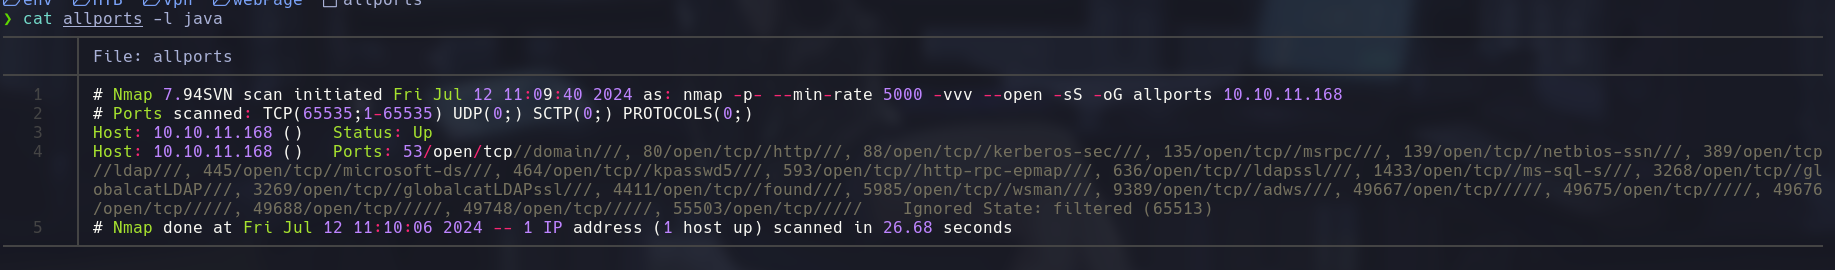 env HTB vpn webPage allports
❯ cat allports -l java
File: allports
1 # Nmap 7.94SVN scan initiated Fri Jul 12 11:09:40 2024 as: nmap -p- --min-rate 5000 -vvv --open -sS -oG allports 10.10.11.168
2 # Ports scanned: TCP(65535;1-65535) UDP(0;) SCTP(0;) PROTOCOLS(0;)
3 Host: 10.10.11.168 () Status: Up
4 Host: 10.10.11.168 () Ports: 53/open/tcp//domain///, 80/open/tcp//http///, 88/open/tcp//kerberos-sec///, 135/open/tcp//msrpc///, 139/open/tcp//netbios-ssn///, 389/open/tcp
//ldap///, 445/open/tcp//microsoft-ds///, 464/open/tcp//kpasswd5///, 593/open/tcp//http-rpc-epmap///, 636/open/tcp//ldapssl///, 1433/open/tcp//ms-sql-s///, 3268/open/tcp//gl
obalcatLDAP///, 3269/open/tcp//globalcatLDAPssl///, 4411/open/tcp//found///, 5985/open/tcp//wsman///, 9389/open/tcp//adws///, 49667/open/tcp/////, 49675/open/tcp/////, 49676
/open/tcp/////, 49688/open/tcp/////, 49748/open/tcp/////, 55503/open/tcp///// Ignored State: filtered (65513)
5 # Nmap done at Fri Jul 12 11:10:06 2024 -- 1 IP address (1 host up) scanned in 26.68 seconds